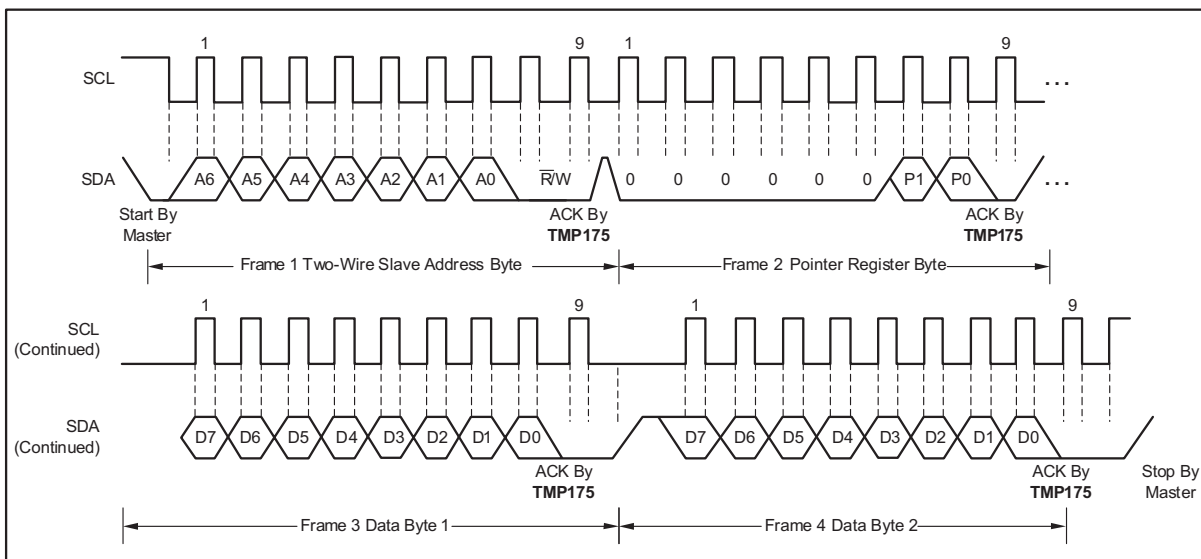 1 9 1 9
SCL ...
SDA A6 A5 A4 A3 A2 A1 A0 R̅/W 0 0 0 0 0 0 P1 P0 ...
Start By Master
ACK By TMP175
ACK By TMP175
Frame 1 Two-Wire Slave Address Byte
Frame 2 Pointer Register Byte
1 9 1 9
SCL
(Continued)
SDA
(Continued)
D7 D6 D5 D4 D3 D2 D1 D0 D7 D6 D5 D4 D3 D2 D1 D0
ACK By
TMP175
ACK By
TMP175
Stop By
Master
Frame 3 Data Byte 1
Frame 4 Data Byte 2